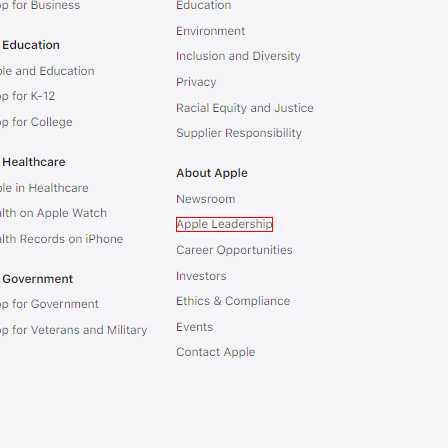 p for Business
Education
le and Education
p for K-12
p for College
Healthcare
le in Healthcare
lth on Apple Watch
lth Records on iPhone
Government
p for Government
p for Veterans and Military
Education
Environment
Inclusion and Diversity
Privacy
Racial Equity and Justice
Supplier Responsibility
About Apple
Newsroom
Apple Leadership
Career Opportunities
Investors
Ethics & Compliance
Events
Contact Apple